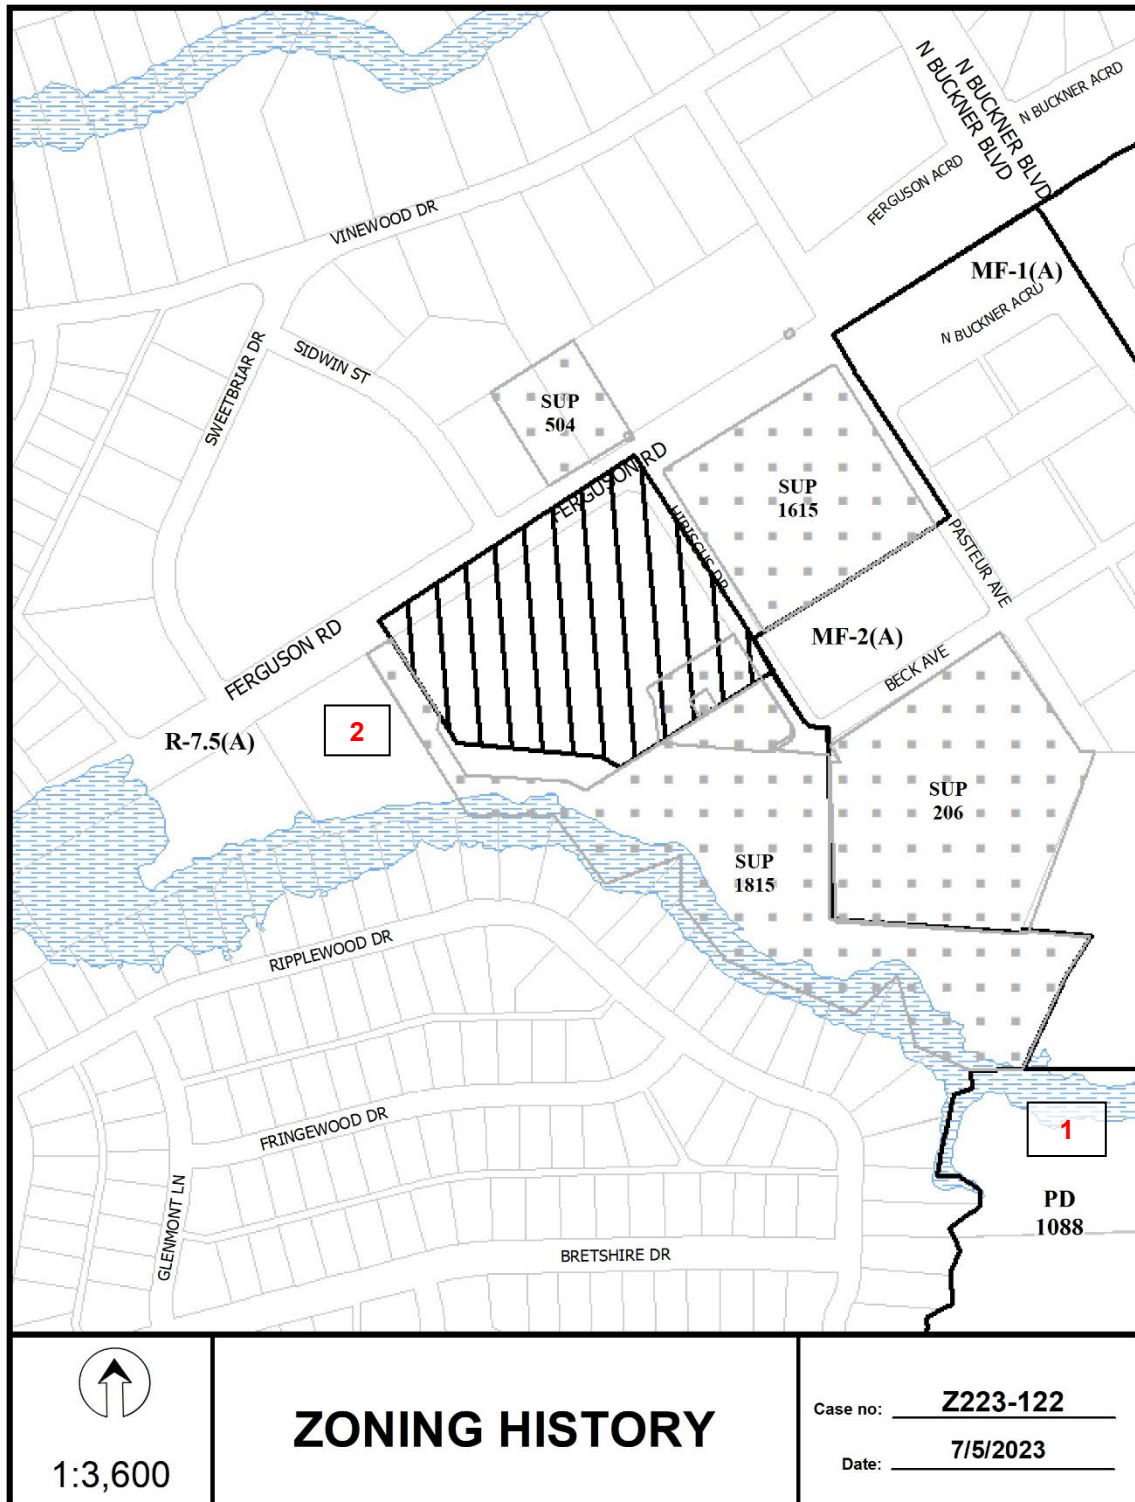 N BUCKNER BLVD
N BUCKNER BLVD
N BUCKNER ACRD
FERGUSON ACRD
VINEWOOD DR
MF-1(A)
N BUCKNER ACRD
SIDWIN ST
SWEETBRIAR DR
SUP
504
FERGUSON RD
SUP
1615
HIBISCUS DR
PASTEUR AVE
MF-2(A)
BECK AVE
FERGUSON RD
2
R-7.5(A)
SUP
206
SUP
1815
RIPPLEWOOD DR
FRINGEWOOD DR
1
PD
1088
GLENMONT LN
BRETSHIRE DR
1:3,600
ZONING HISTORY
Case no: Z223-122
Date: 7/5/2023